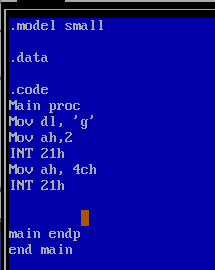 .model small
.data
.code
Main proc
Mov dl, 'g'
Mov ah,2
INT 21h
Mov ah, 4ch
INT 21h
main endp
end main